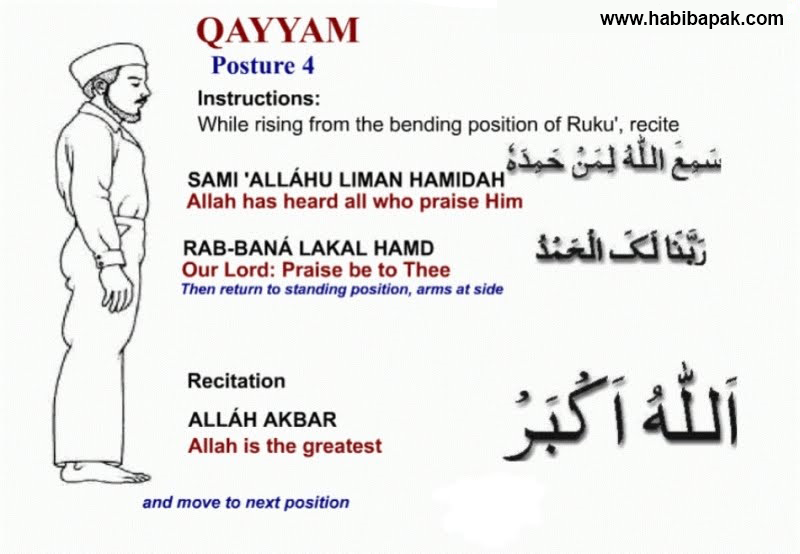 www.habibapak.com
QAYYAM
Posture 4
Instructions:
While rising from the bending position of Ruku', recite
سَمِعَ اللّٰهُ لِمَنْ حَمِدَهٗ
SAMI 'ALLÁHU LIMAN HAMIDAH
Allah has heard all who praise Him
RAB-BANÁ LAKAL HAMD
رَبَّنَا لَکَ الْحَمْدُ
Our Lord: Praise be to Thee
Then return to standing position, arms at side
Recitation
ALLÁH AKBAR
اَللّٰهُ اَکْبَرُ
Allah is the greatest
and move to next position